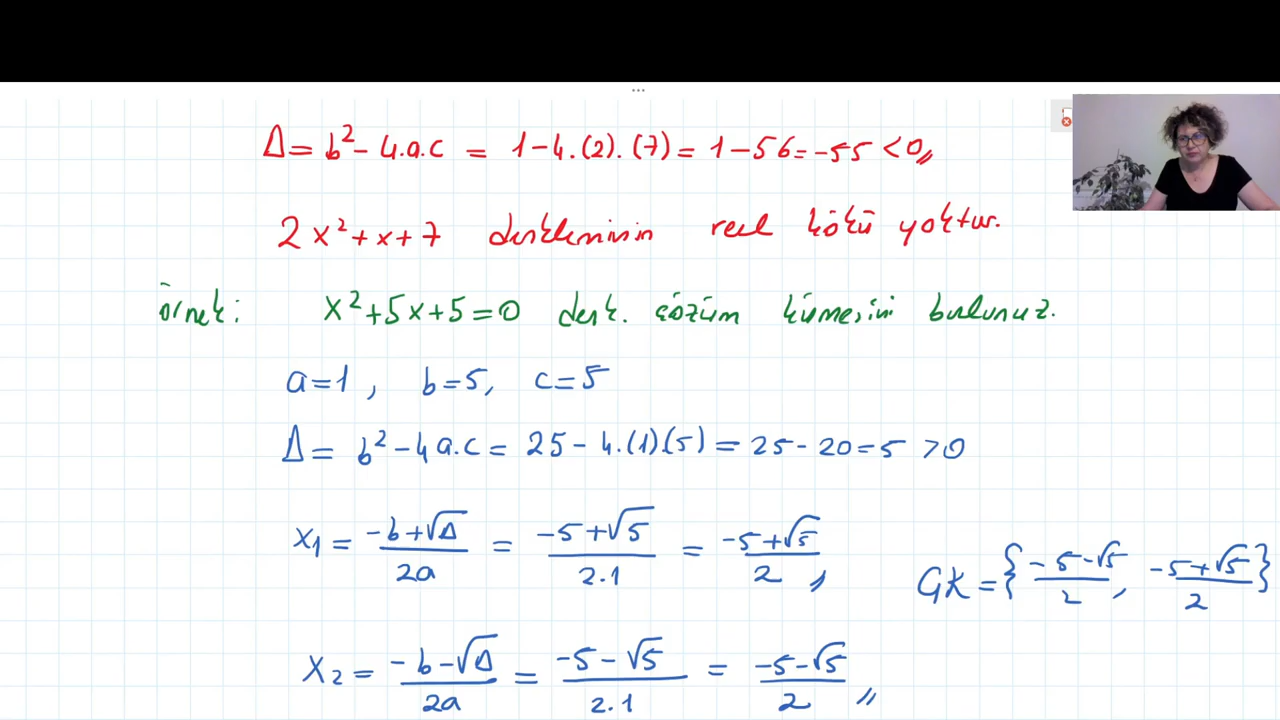 Δ = b² - 4.a.c = 1 - 4.(2).(7) = 1 - 56 = -55 < 0,,
2x² + x + 7 denkleminin reel kökü yoktur.
örnek: x² + 5x + 5 = 0 denk. çözüm kümesini bulunuz.
a = 1, b = 5, c = 5
Δ = b² - 4a.c = 25 - 4.(1).(5) = 25 - 20 = 5 > 0
x₁ = (-b + √Δ)/2a = (-5 + √5)/2.1 = (-5 + √5)/2,
ÇK = {(-5 - √5)/2, (-5 + √5)/2}
x₂ = (-b - √Δ)/2a = (-5 - √5)/2.1 = (-5 - √5)/2,,